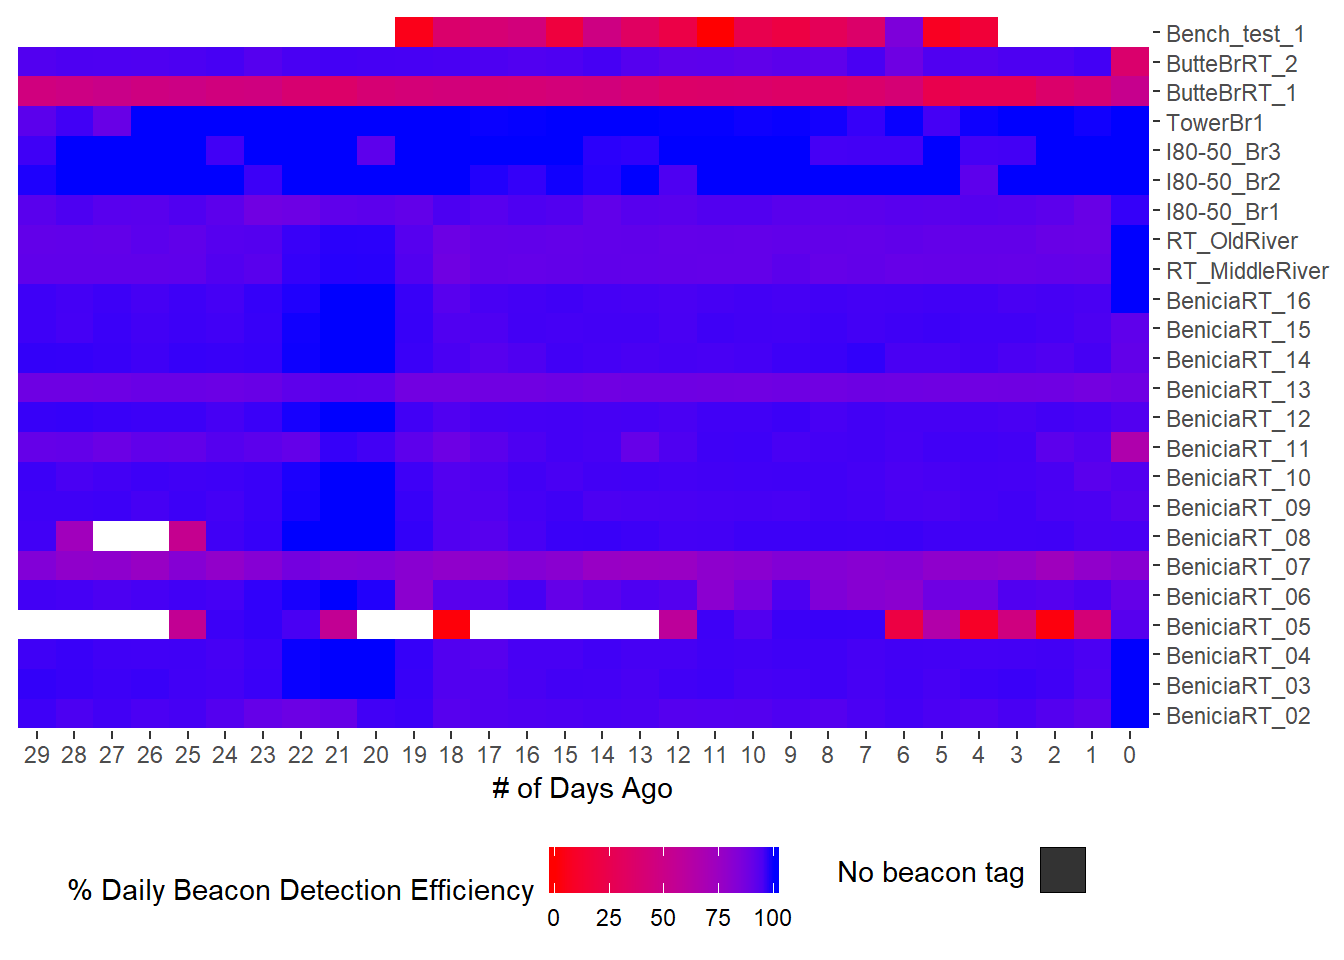 Bench_test_1
ButteBrRT_2
ButteBrRT_1
TowerBr1
I80-50_Br3
I80-50_Br2
I80-50_Br1
RT_OldRiver
RT_MiddleRiver
BeniciaRT_16
BeniciaRT_15
BeniciaRT_14
BeniciaRT_13
BeniciaRT_12
BeniciaRT_11
BeniciaRT_10
BeniciaRT_09
BeniciaRT_08
BeniciaRT_07
BeniciaRT_06
BeniciaRT_05
BeniciaRT_04
BeniciaRT_03
BeniciaRT_02
29 28 27 26 25 24 23 22 21 20 19 18 17 16 15 14 13 12 11 10 9 8 7 6 5 4 3 2 1 0
# of Days Ago
% Daily Beacon Detection Efficiency
0 25 50 75 100
No beacon tag